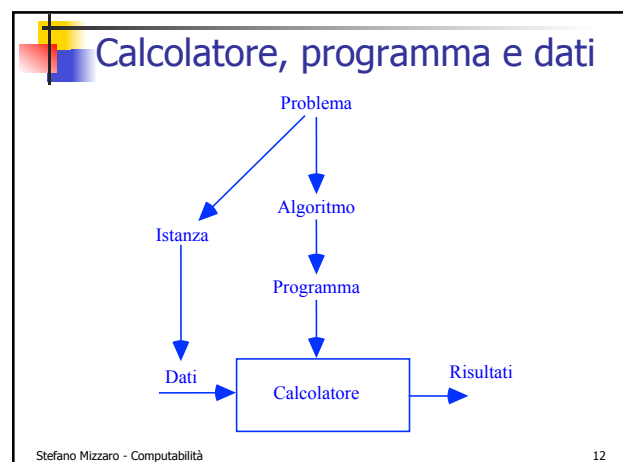 Calcolatore, programma e dati
Problema
Algoritmo
Istanza
Programma
Dati
Calcolatore
Risultati
Stefano Mizzaro - Computabilità
12